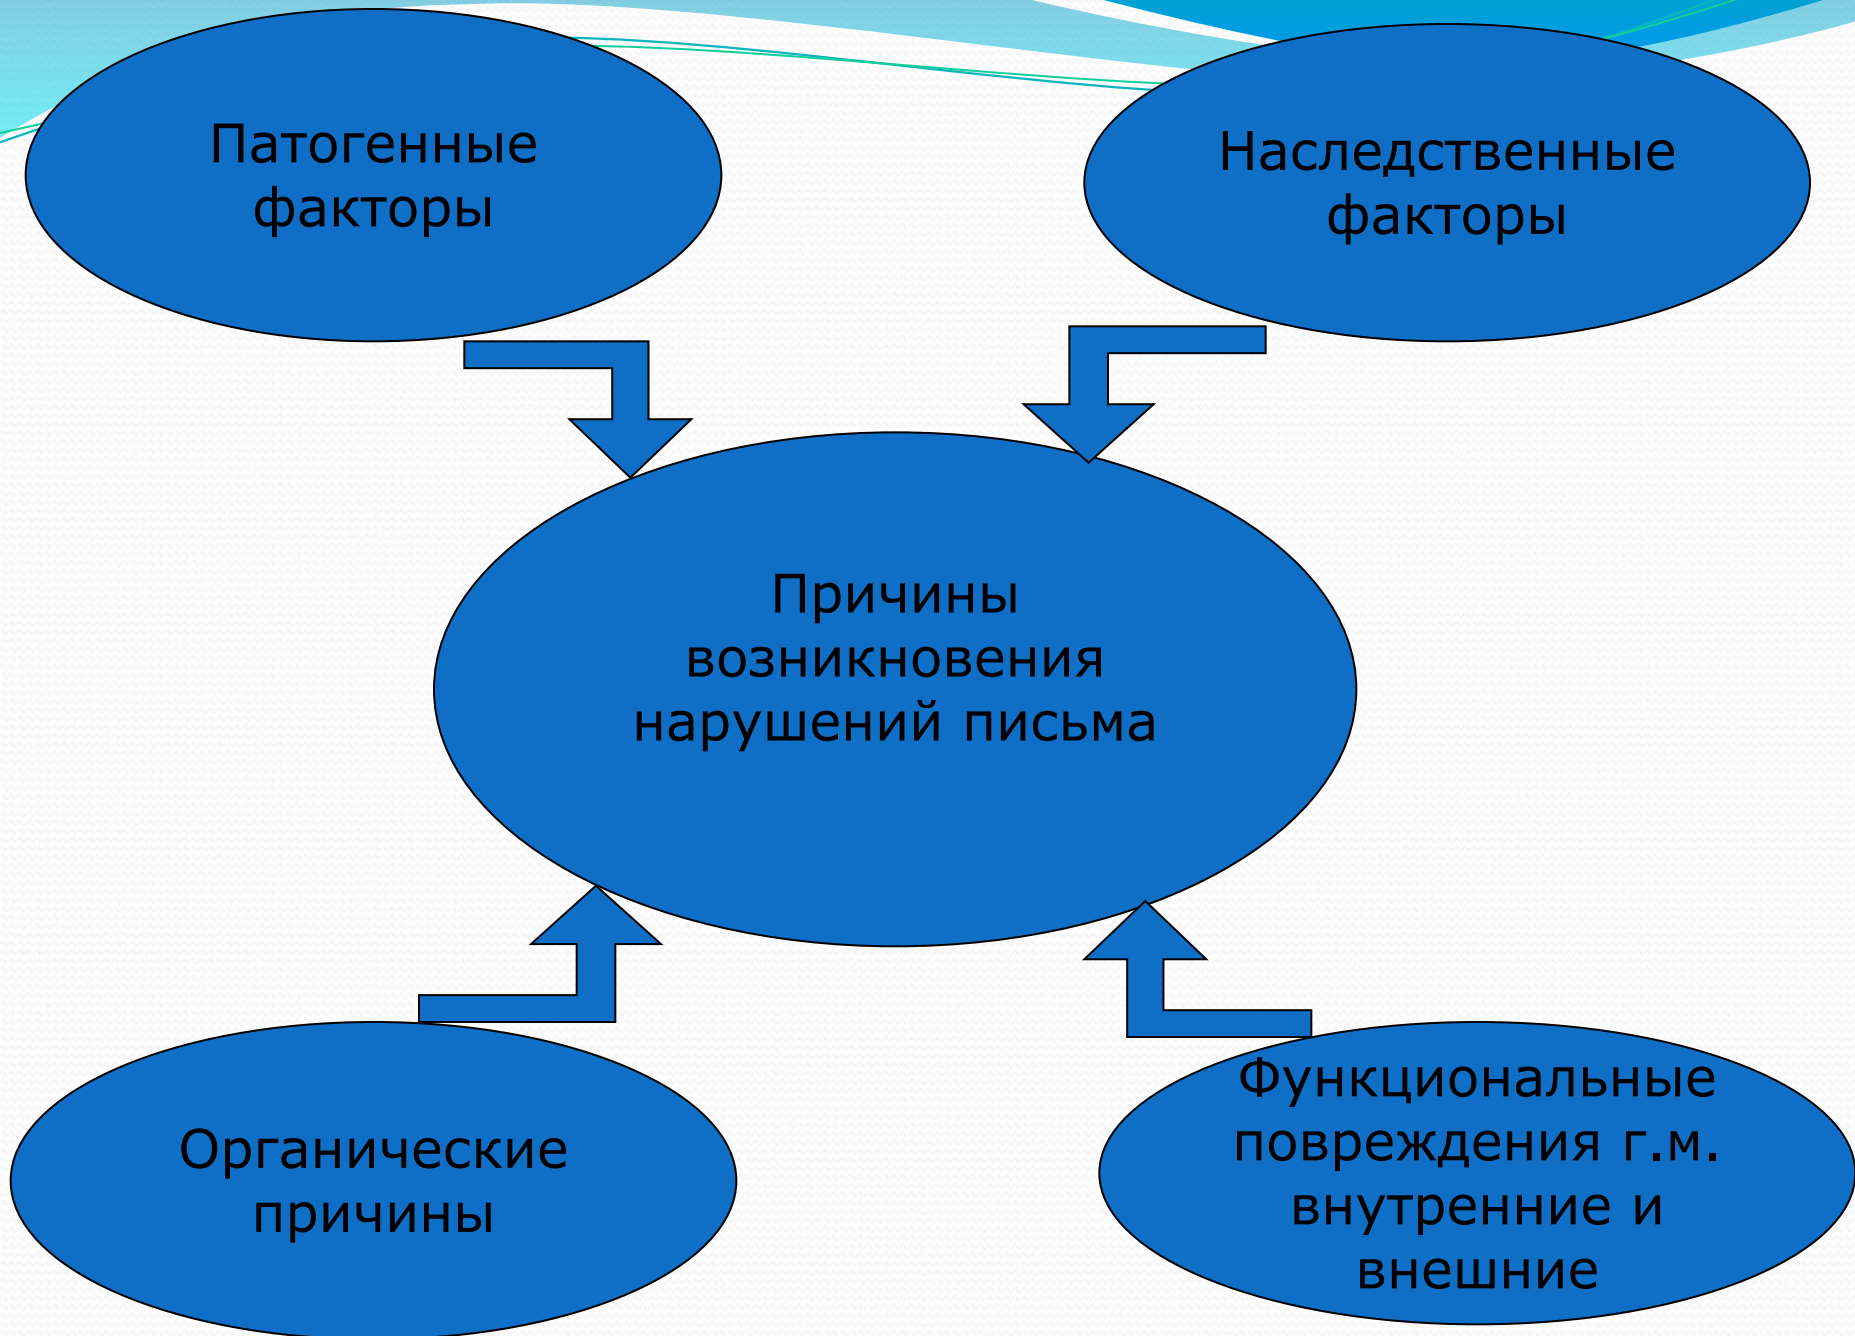 Патогенные
факторы
Наследственные
факторы
Причины
возникновения
нарушений письма
Органические
причины
Функциональные
повреждения г.м.
внутренние и
внешние